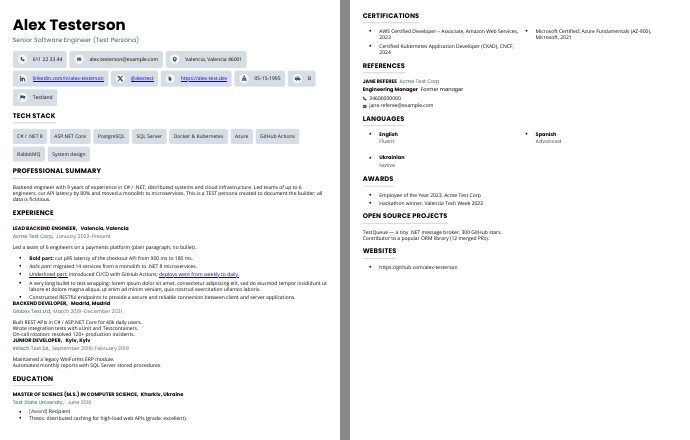 Alex Testerson
Senior Software Engineer (Test Persona)
611 22 33 44
alex.testerson@example.com
Valencia, Valencia 46001
linkedin.com/in/alex-testerson
@alextest
https://alex-test.dev
05-15-1995
B
Testland
TECH STACK
C# / .NET 8
ASP.NET Core
PostgreSQL
SQL Server
Docker & Kubernetes
Azure
GitHub Actions
RabbitMQ
System design
PROFESSIONAL SUMMARY
Backend engineer with 9 years of experience in C# / .NET, distributed systems and cloud infrastructure. Led teams of up to 6
engineers, cut API latency by 80% and moved a monolith to microservices. This is a TEST persona created to document the builder; all
data is fictitious.
EXPERIENCE
LEAD BACKEND ENGINEER, Valencia, Valencia
Acme Test Corp, January 2022–Present
Led a team of 6 engineers on a payments platform (plain paragraph, no bullet).
• Bold part: cut p95 latency of the checkout API from 900 ms to 180 ms.
• Italic part: migrated 14 services from a monolith to .NET 8 microservices.
• Underlined part: introduced CI/CD with GitHub Actions; deploys went from weekly to daily.
• A very long bullet to test wrapping: lorem ipsum dolor sit amet, consectetur adipiscing elit, sed do eiusmod tempor incididunt ut
labore et dolore magna aliqua, ut enim ad minim veniam, quis nostrud exercitation ullamco laboris.
• Constructed RESTful endpoints to provide a secure and reliable connection between client and server applications.
BACKEND DEVELOPER, Madrid, Madrid
Globex Test Ltd, March 2019–December 2021
Built REST APIs in C# / ASP.NET Core for 40k daily users.
Wrote integration tests with xUnit and Testcontainers.
On-call rotation: resolved 120+ production incidents.
JUNIOR DEVELOPER, Kyiv, Kyiv
Initech Test SA, September 2016–February 2019
Maintained a legacy WinForms ERP module.
Automated monthly reports with SQL Server stored procedures.
EDUCATION
MASTER OF SCIENCE (M.S.) IN COMPUTER SCIENCE, Kharkiv, Ukraine
Test State University, June 2016
• [Award] Recipient
• Thesis: distributed caching for high-load web APIs (grade: excellent).
CERTIFICATIONS
• AWS Certified Developer – Associate, Amazon Web Services,
2023
• Microsoft Certified: Azure Fundamentals (AZ-900),
Microsoft, 2021
• Certified Kubernetes Application Developer (CKAD), CNCF,
2024
REFERENCES
JANE REFEREE Acme Test Corp
Engineering Manager Former manager
34600000000
jane.referee@example.com
LANGUAGES
• English
Fluent
• Spanish
Advanced
• Ukrainian
Native
AWARDS
• Employee of the Year 2023, Acme Test Corp
• Hackathon winner, Valencia Tech Week 2022
OPEN SOURCE PROJECTS
TestQueue — a tiny .NET message broker, 300 GitHub stars.
Contributor to a popular ORM library (12 merged PRs).
WEBSITES
• https://github.com/alex-testerson